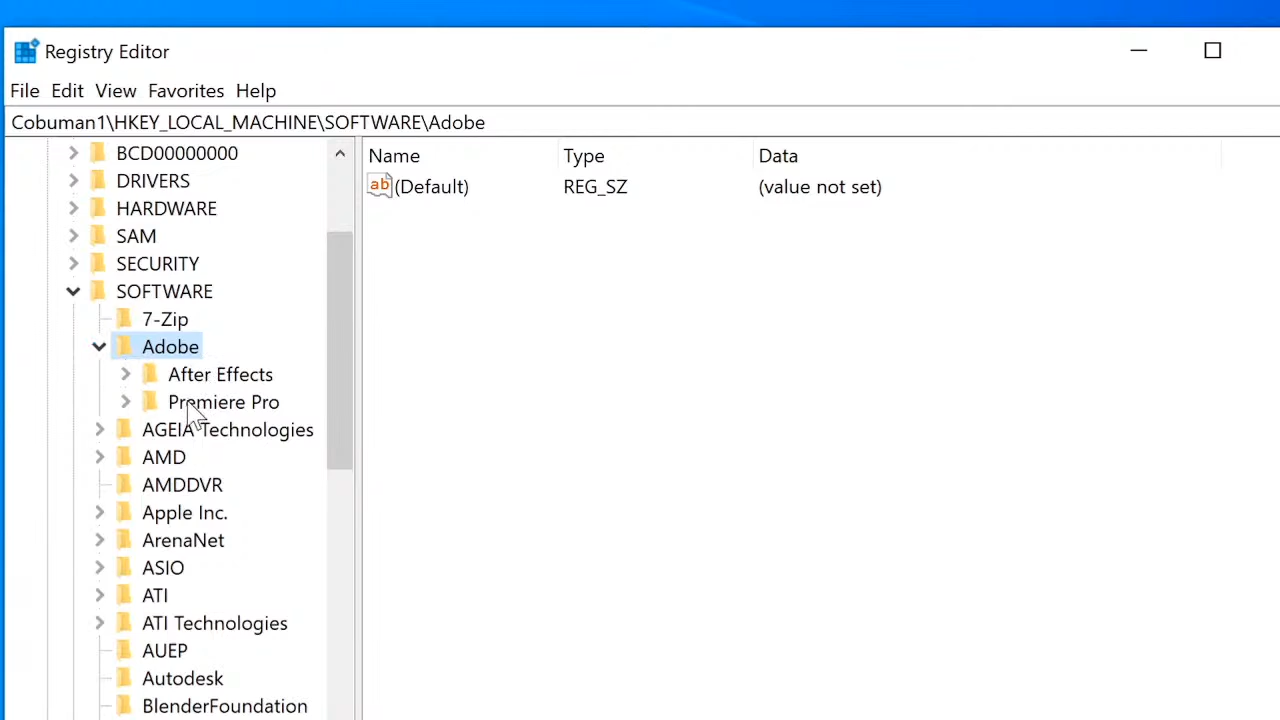 Registry Editor
File Edit View Favorites Help
Cobuman1\HKEY_LOCAL_MACHINE\SOFTWARE\Adobe
BCD00000000
DRIVERS
HARDWARE
SAM
SECURITY
SOFTWARE
7-Zip
Adobe
After Effects
Premiere Pro
AGEIA Technologies
AMD
AMDDVR
Apple Inc.
ArenaNet
ASIO
ATI
ATI Technologies
AUEP
Autodesk
BlenderFoundation
Name Type Data
ab (Default) REG_SZ (value not set)